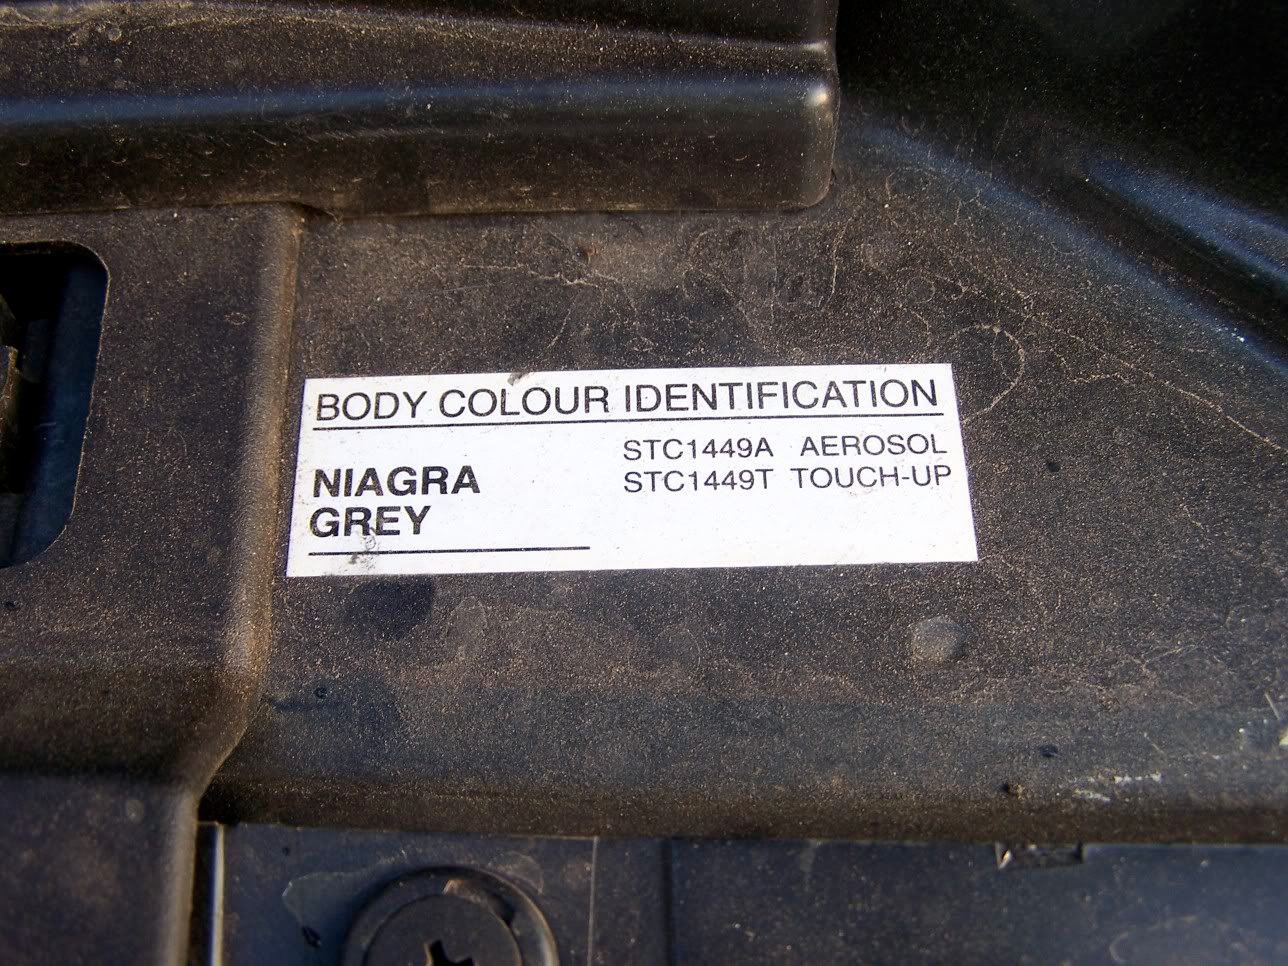 BODY COLOUR IDENTIFICATION
NIAGRA
GREY
STC1449A AEROSOL
STC1449T TOUCH-UP